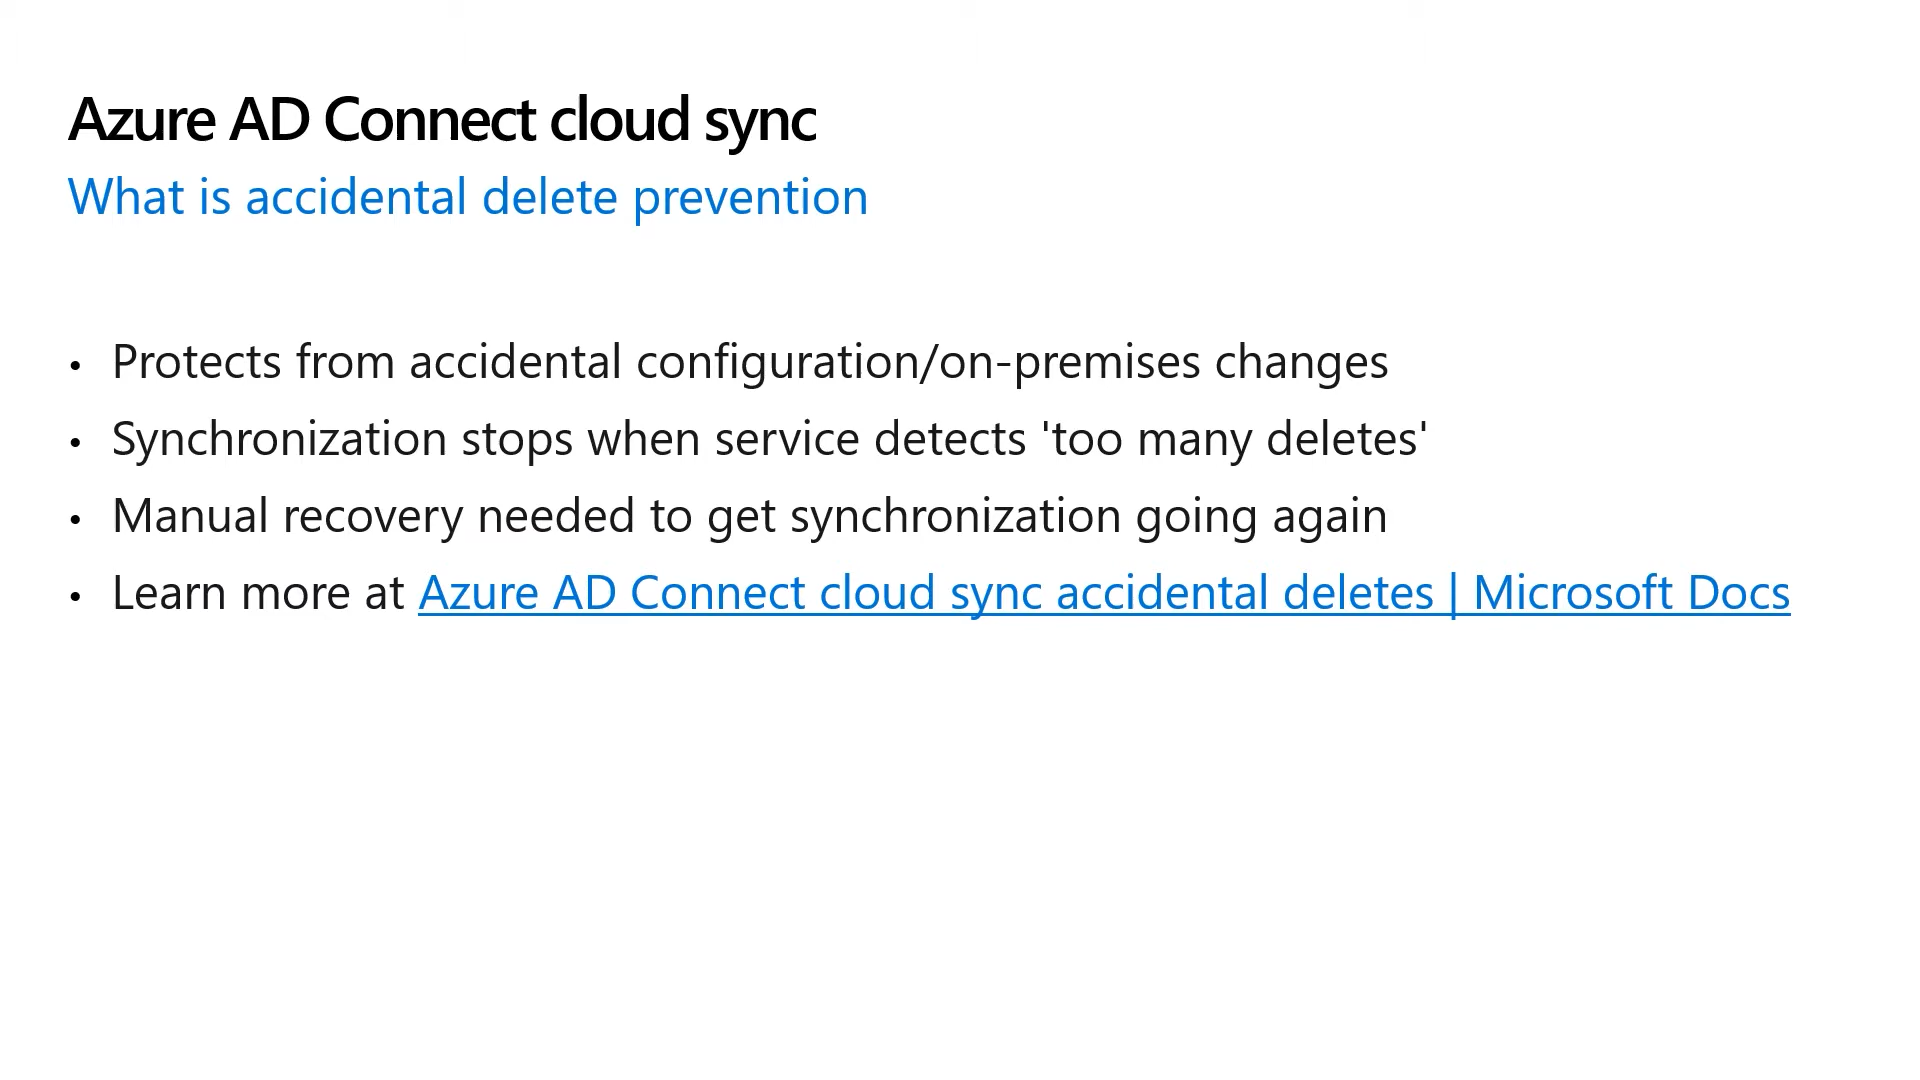 Azure AD Connect cloud sync
What is accidental delete prevention
• Protects from accidental configuration/on-premises changes
• Synchronization stops when service detects 'too many deletes'
• Manual recovery needed to get synchronization going again
• Learn more at Azure AD Connect cloud sync accidental deletes | Microsoft Docs